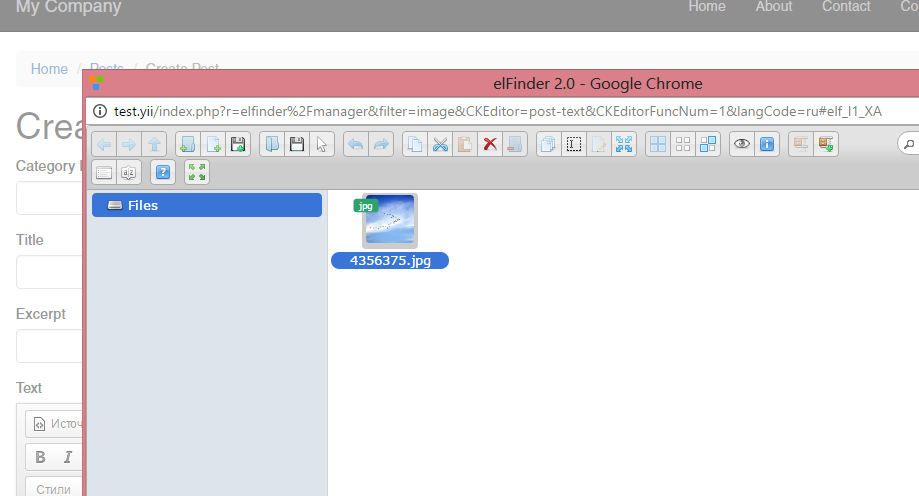 My Company Home About Contact Co
Home / Posts / Create Post
elFinder 2.0 - Google Chrome
test.yii/index.php?r=elfinder%2Fmanager&filter=image&CKEditor=post-text&CKEditorFuncNum=1&langCode=ru#elf_l1_XA
Crea
Category I
Files
jpg
4356375.jpg
Title
Excerpt
Text
Источ
B I
Стили